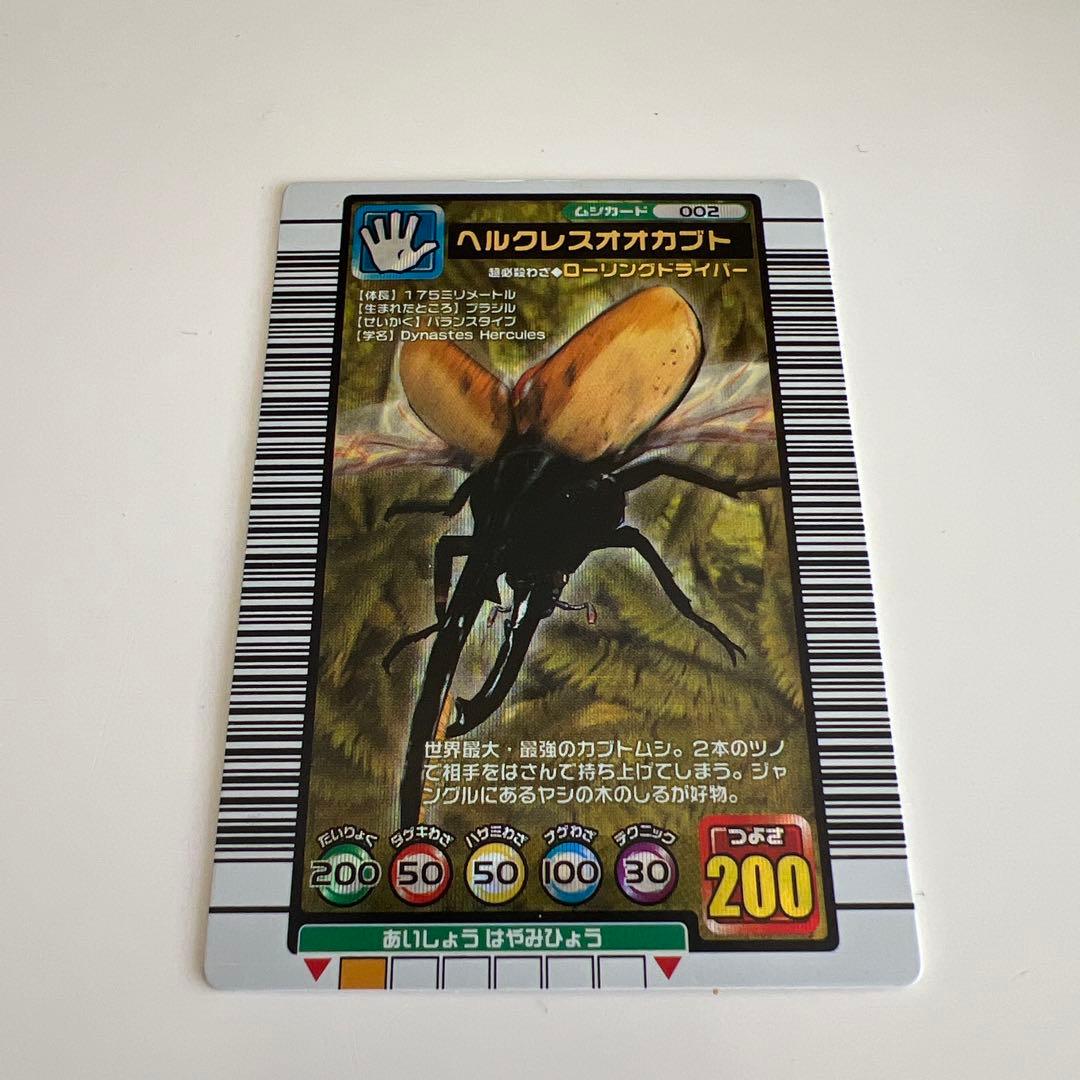 ムシカード 002
ヘルクレスオオカブト
超必殺わざ◆ローリングドライバー
【体長】175ミリメートル
【生まれたところ】ブラジル
【せいかく】バランスタイプ
【学名】Dynastes Hercules
世界最大・最強のカブトムシ。2本のツノ
で相手をはさんで持ち上げてしまう。ジャ
ングルにあるヤシの木のしるが好物。
たいりょく ダゲキわざ ハサミわざ ナゲわざ テクニック つよさ
200 50 50 100 30 200
あいしょう はやみひょう